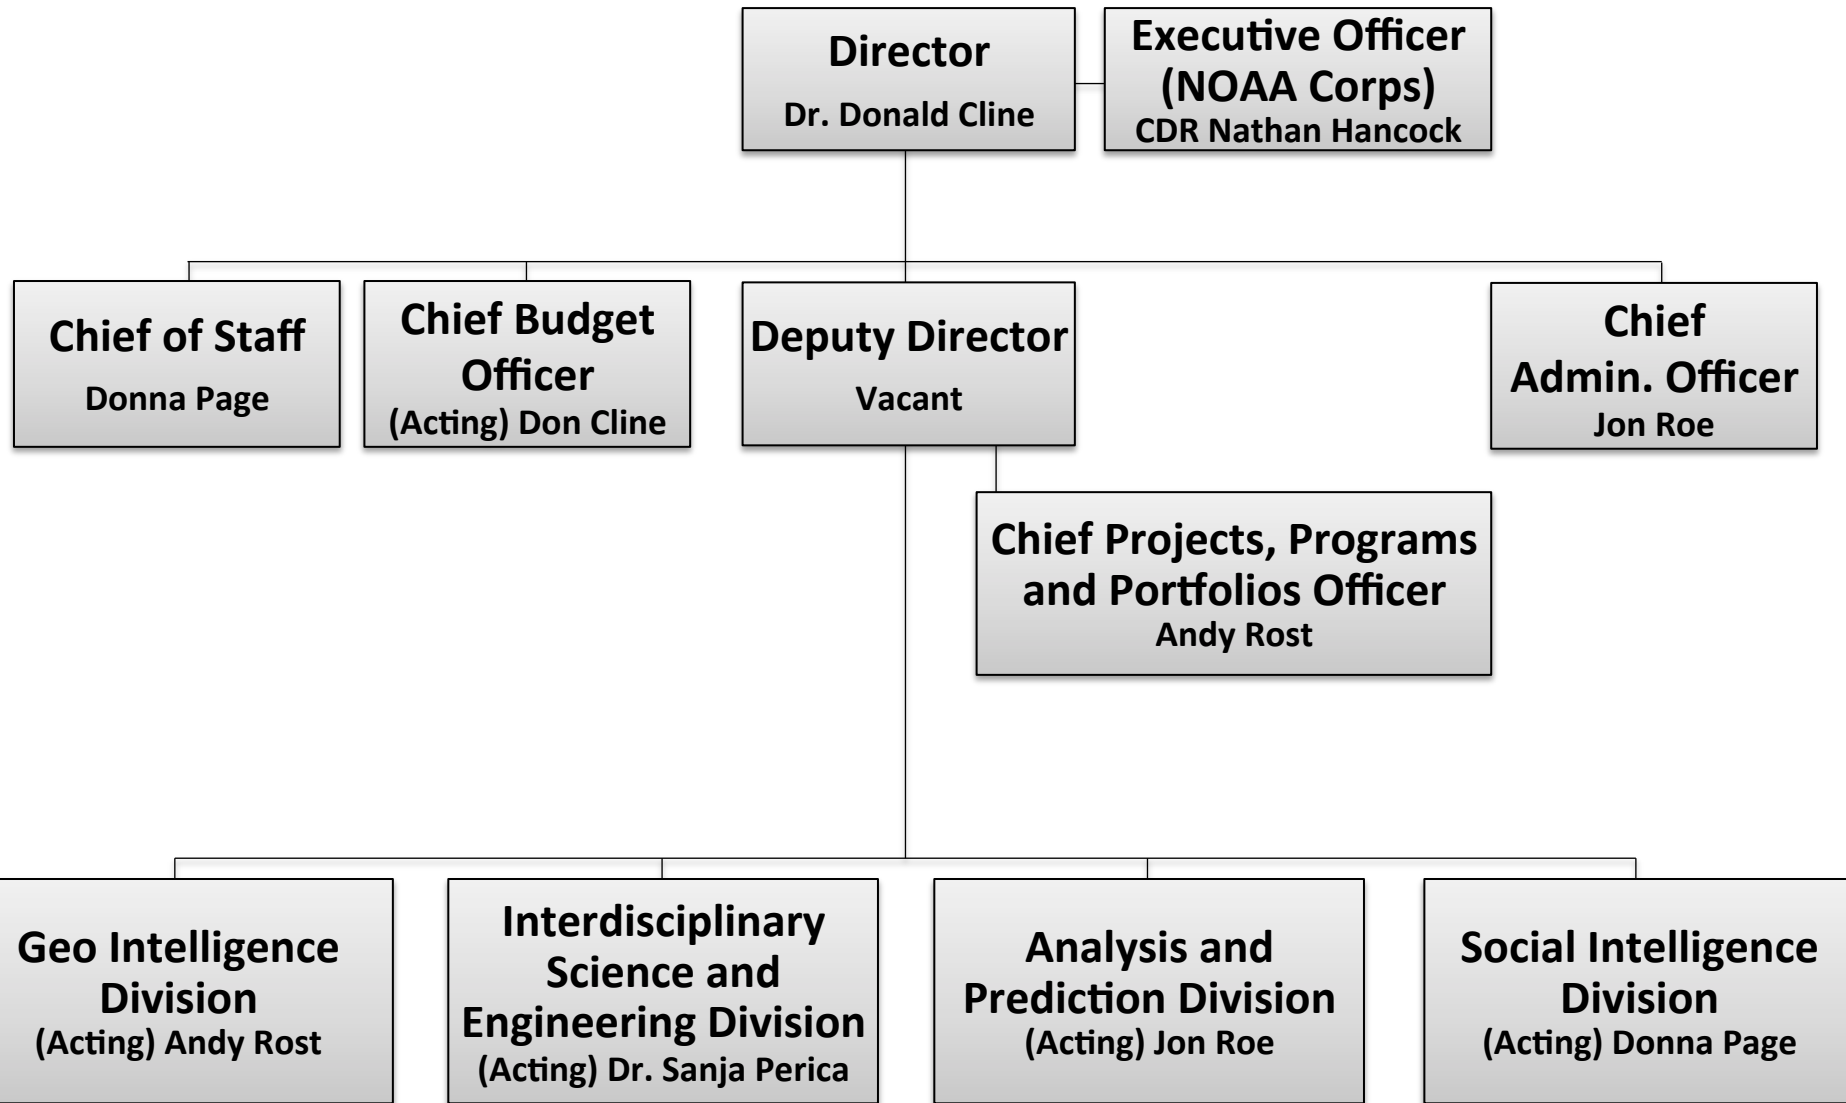 Director
Dr. Donald Cline
Executive Officer
(NOAA Corps)
CDR Nathan Hancock
Chief of Staff
Donna Page
Chief Budget
Officer
(Acting) Don Cline
Deputy Director
Vacant
Chief
Admin. Officer
Jon Roe
Chief Projects, Programs
and Portfolios Officer
Andy Rost
Geo Intelligence
Division
(Acting) Andy Rost
Interdisciplinary
Science and
Engineering Division
(Acting) Dr. Sanja Perica
Analysis and
Prediction Division
(Acting) Jon Roe
Social Intelligence
Division
(Acting) Donna Page